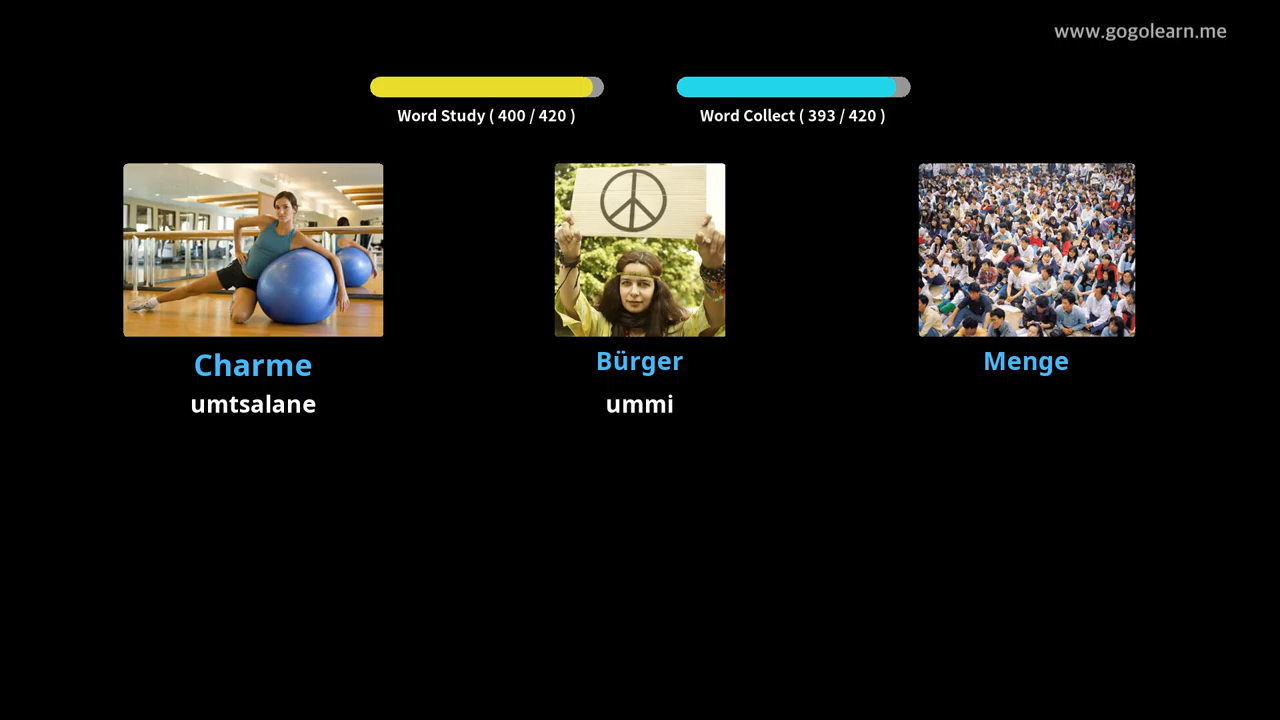 www.gogolearn.me
Word Study ( 400 / 420 )
Word Collect ( 393 / 420 )
Charme
Bürger
Menge
umtsalane
ummi